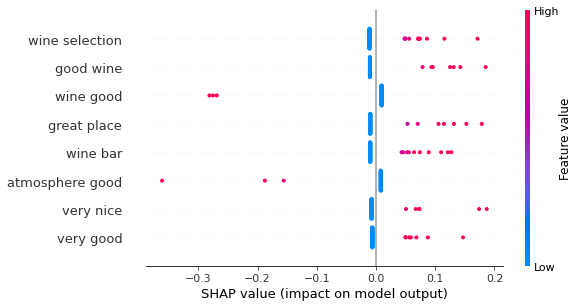 High
wine selection
good wine
wine good
great place
wine bar
atmosphere good
very nice
very good
Feature value
Low
−0.3 −0.2 −0.1 0.0 0.1 0.2
SHAP value (impact on model output)